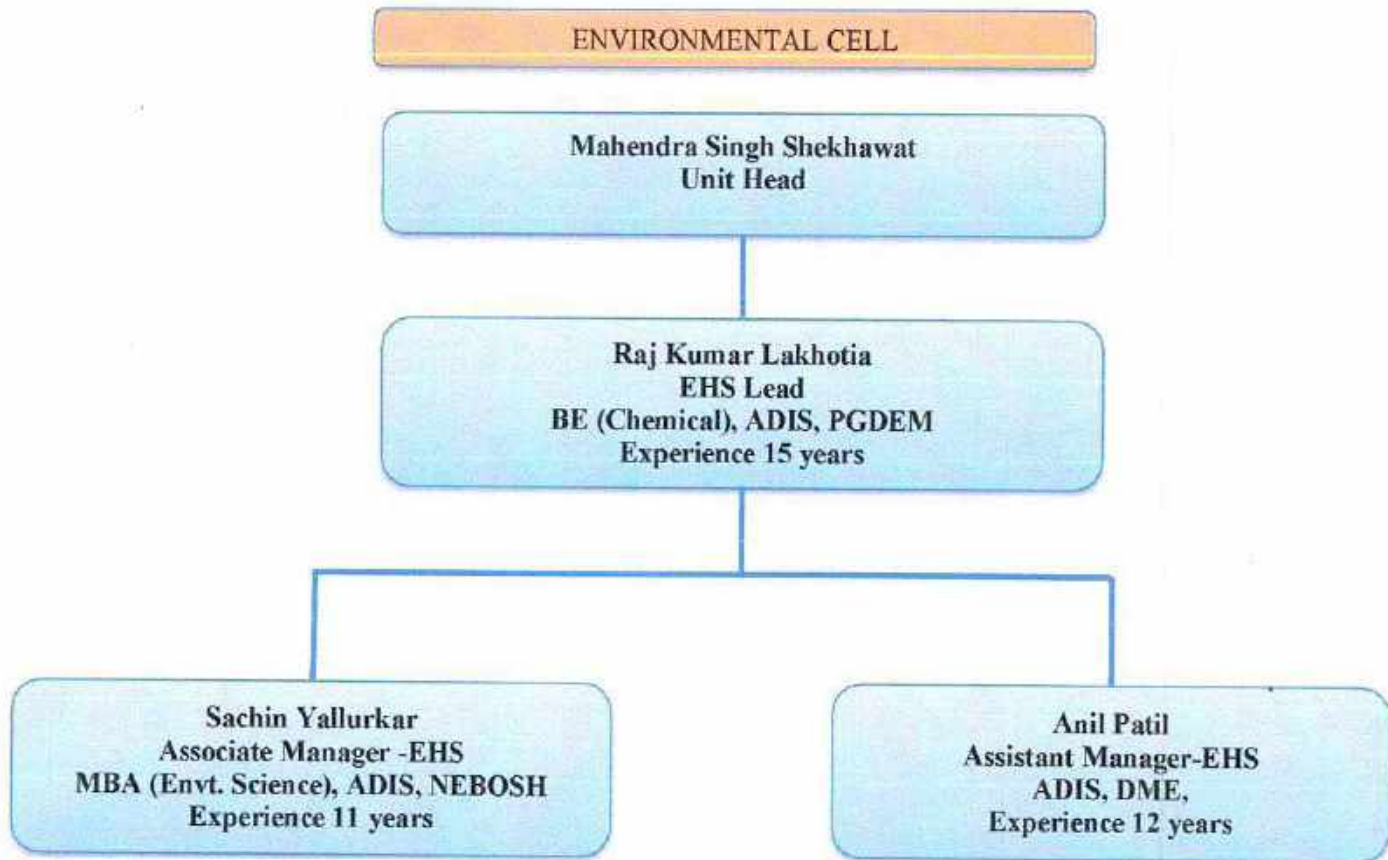 ENVIRONMENTAL CELL
Mahendra Singh Shekhawat
Unit Head
Raj Kumar Lakhotia
EHS Lead
BE (Chemical), ADIS, PGDEM
Experience 15 years
Sachin Yallurkar
Associate Manager -EHS
MBA (Envt. Science), ADIS, NEBOSH
Experience 11 years
Anil Patil
Assistant Manager-EHS
ADIS, DME,
Experience 12 years